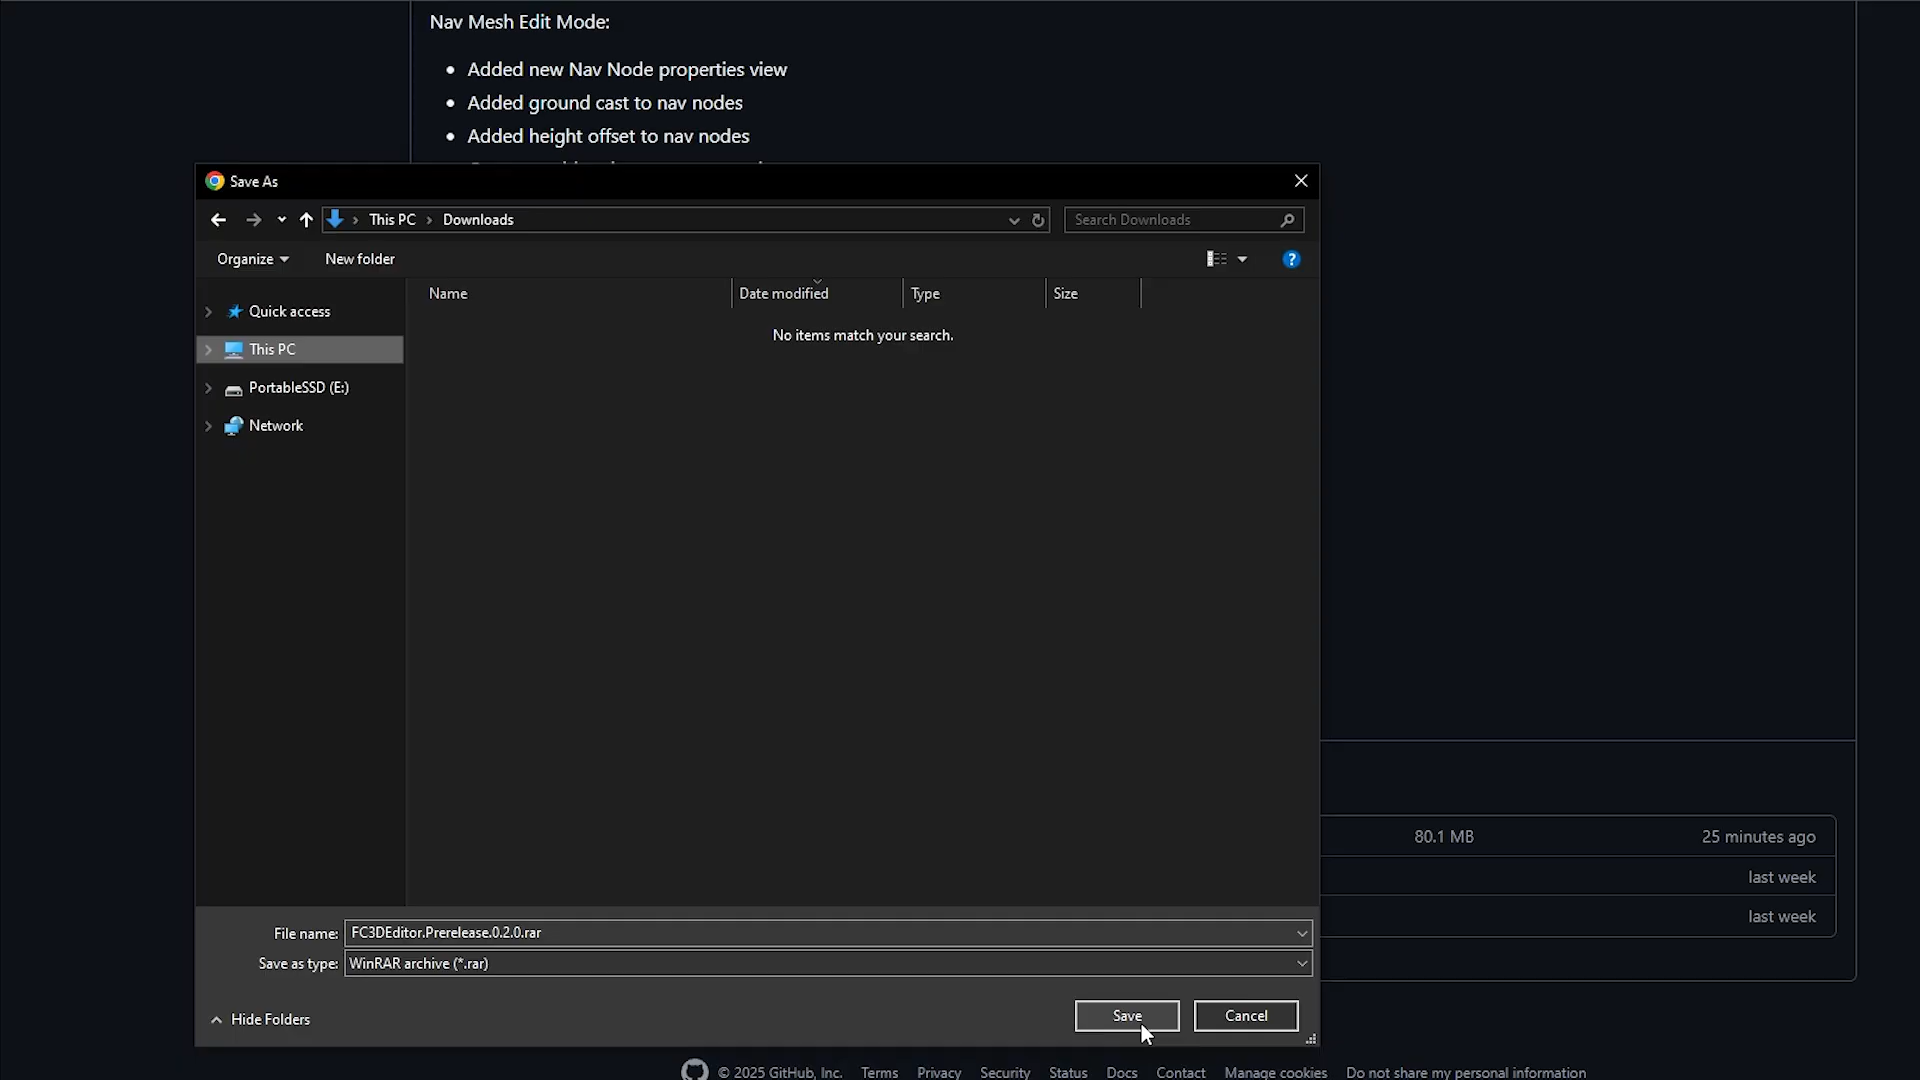 Nav Mesh Edit Mode:
Added new Nav Node properties view
Added ground cast to nav nodes
Added height offset to nav nodes
Save As
This PC › Downloads
Search Downloads
Organize
New folder
?
Name
Date modified
Type
Size
No items match your search.
Quick access
This PC
PortableSSD (E:)
Network
80.1 MB
25 minutes ago
last week
last week
File name: FC3DEditor.Prerelease.0.2.0.rar
Save as type: WinRAR archive (*.rar)
Hide Folders
Save
Cancel
© 2025 GitHub, Inc. Terms Privacy Security Status Docs Contact Manage cookies Do not share my personal information